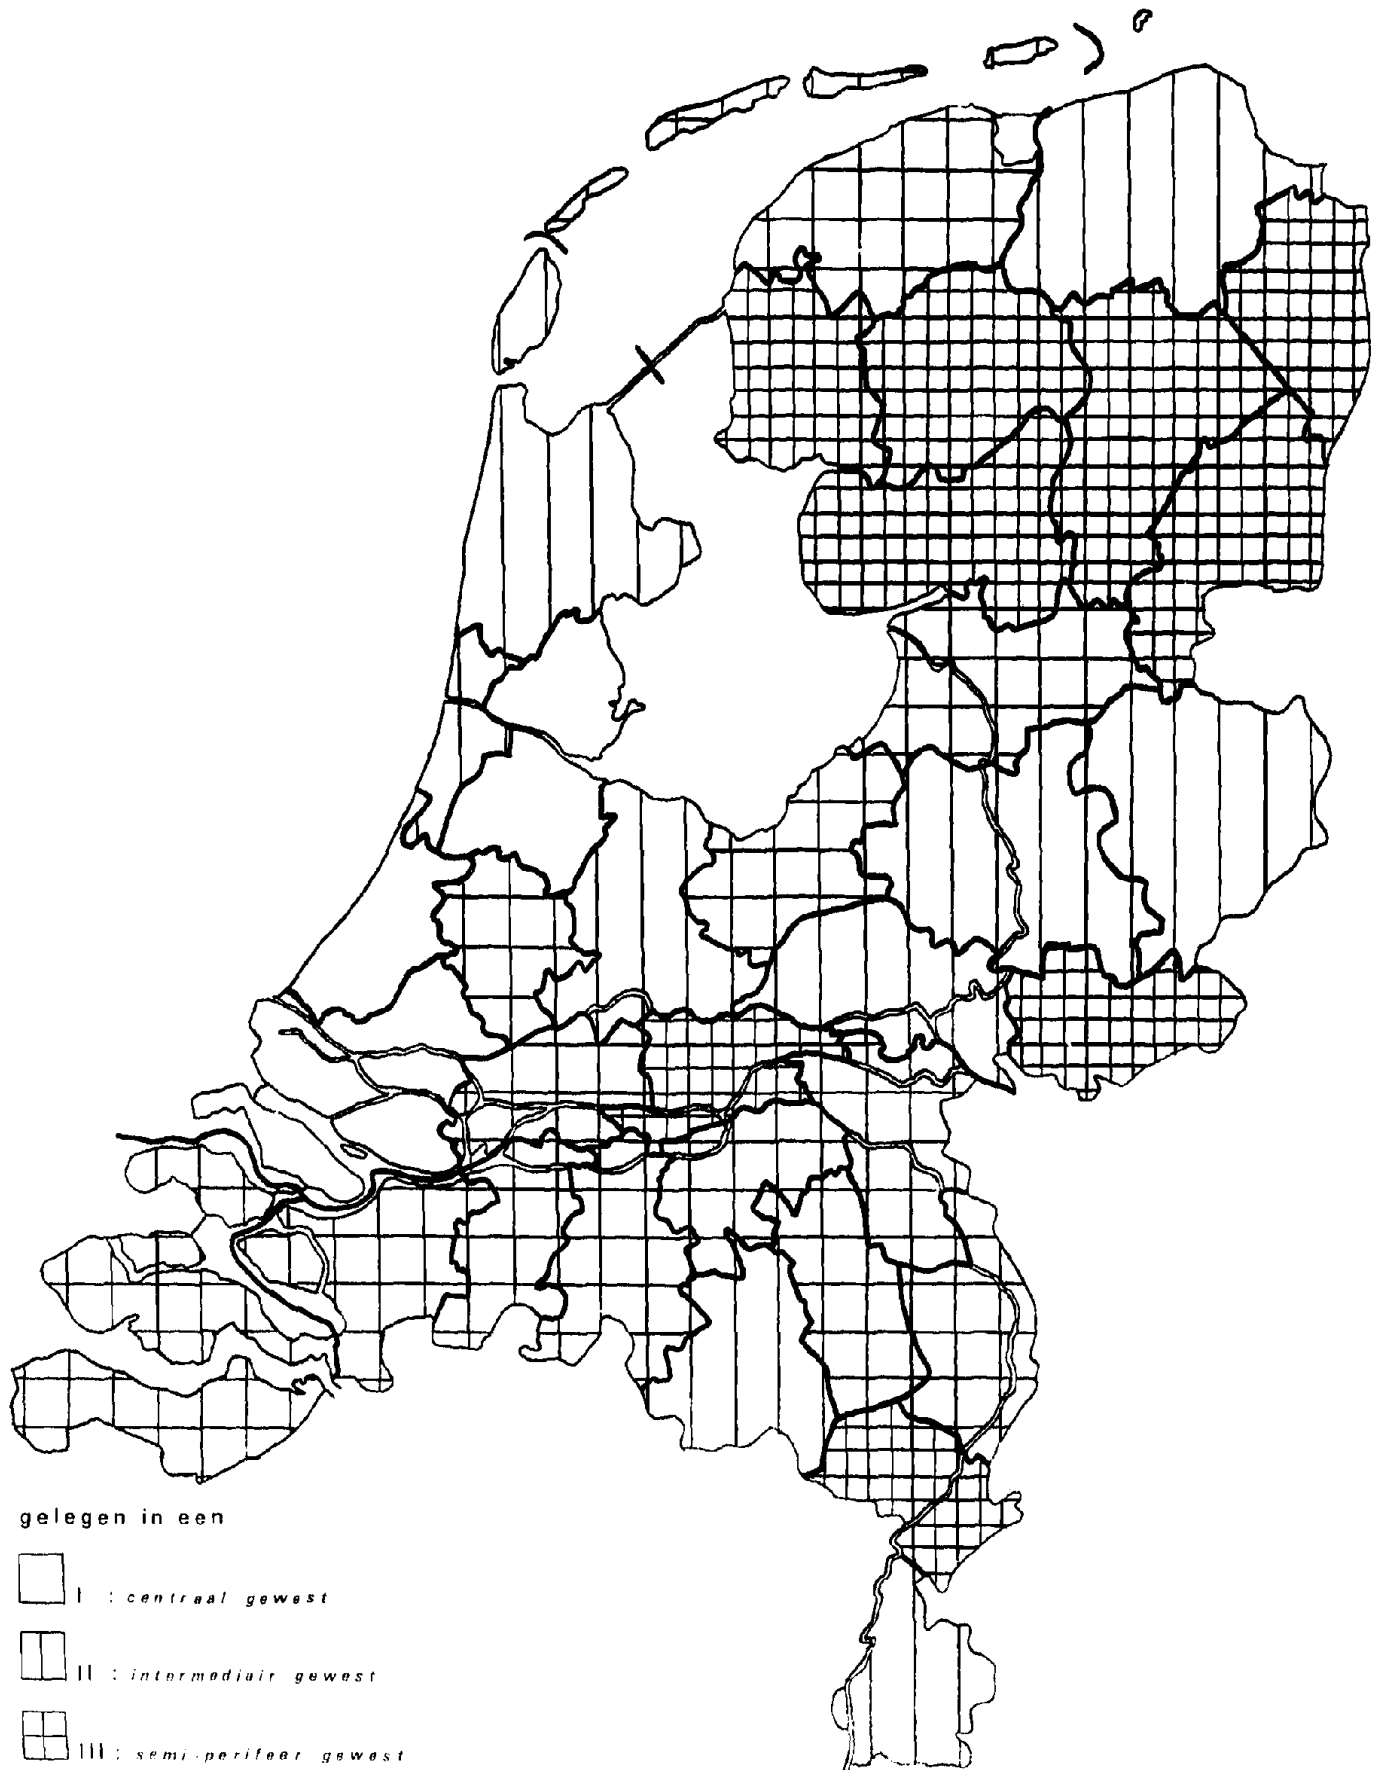 gelegen in een
I : centraal gewest
II : intermediair gewest
III : semi-perifeer gewest